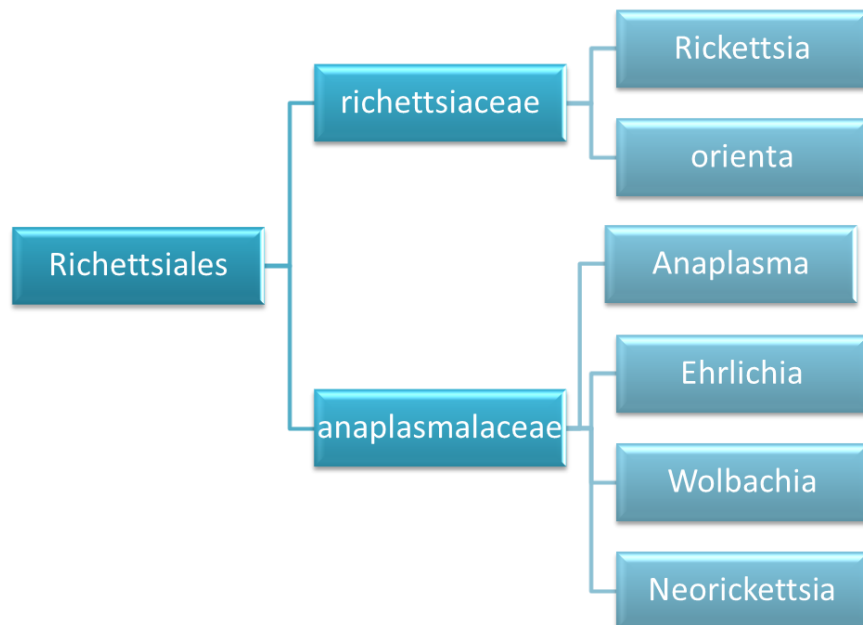 Richettsiales
richettsiaceae
Rickettsia
orienta
anaplasmalaceae
Anaplasma
Ehrlichia
Wolbachia
Neorickettsia